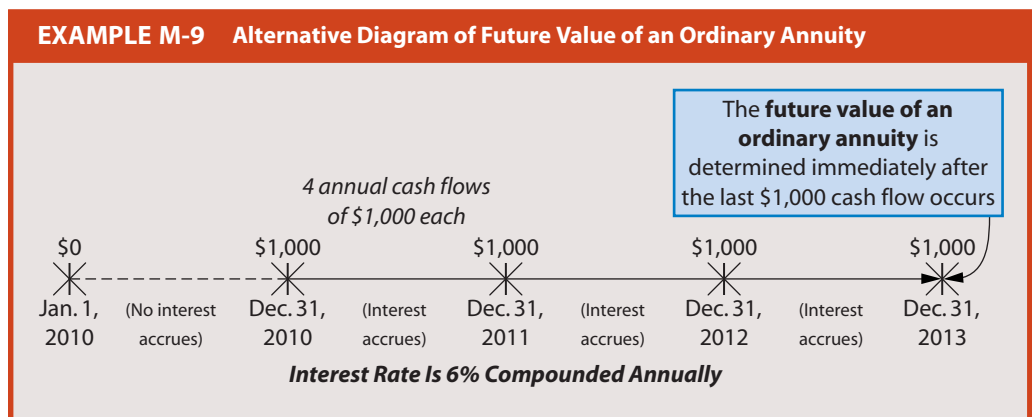 EXAMPLE M-9 Alternative Diagram of Future Value of an Ordinary Annuity
The future value of an
ordinary annuity is
determined immediately after
the last $1,000 cash flow occurs
4 annual cash flows
of $1,000 each
$0 $1,000 $1,000 $1,000 $1,000
Jan. 1, (No interest Dec. 31, (Interest Dec. 31, (Interest Dec. 31, (Interest Dec. 31,
2010 accrues) 2010 accrues) 2011 accrues) 2012 accrues) 2013
Interest Rate Is 6% Compounded Annually